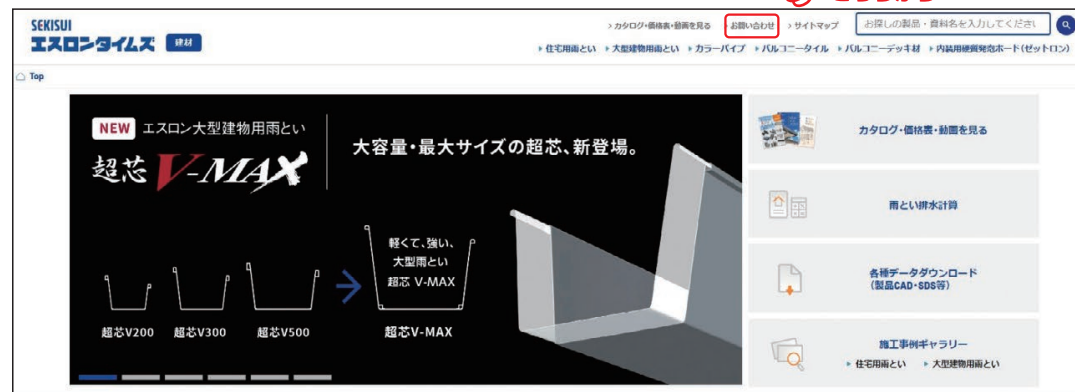 SEKISUI
エスロンタイムズ 建材
› カタログ・価格表・動画を見る › お問い合わせ › サイトマップ お探しの製品・資料名を入力してください
住宅用雨とい 大型建物用雨とい カラーパイプ バルコニータイル バルコニーデッキ材 内装用硬質発泡ボード(ゼットロン)
Top
NEW エスロン大型建物用雨とい
超芯 V-MAX
大容量・最大サイズの超芯、新登場。
軽くて、強い、
大型雨とい
超芯 V-MAX
超芯V200 超芯V300 超芯V500 超芯V-MAX
カタログ・価格表・動画を見る
雨とい排水計算
各種データダウンロード
(製品CAD・SDS等)
施工事例ギャラリー
住宅用雨とい 大型建物用雨とい